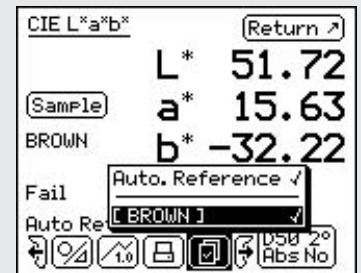 CIE L*a*b*
Return ↗
L* 51.72
Sample a* 15.63
BROWN b* -32.22
Auto. Reference √
Fail
[ BROWN ] √
Auto Re
D50 2°
Abs No